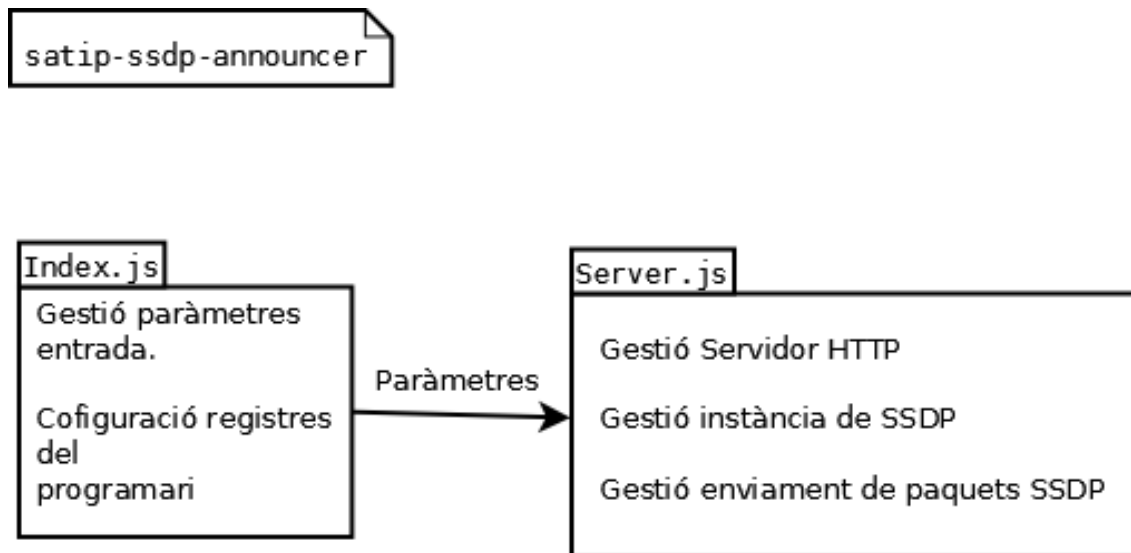 satip-ssdp-announcer
Index.js
Gestió paràmetres
entrada.
Cofiguració registres
del
programari
Paràmetres
Server.js
Gestió Servidor HTTP
Gestió instància de SSDP
Gestió enviament de paquets SSDP